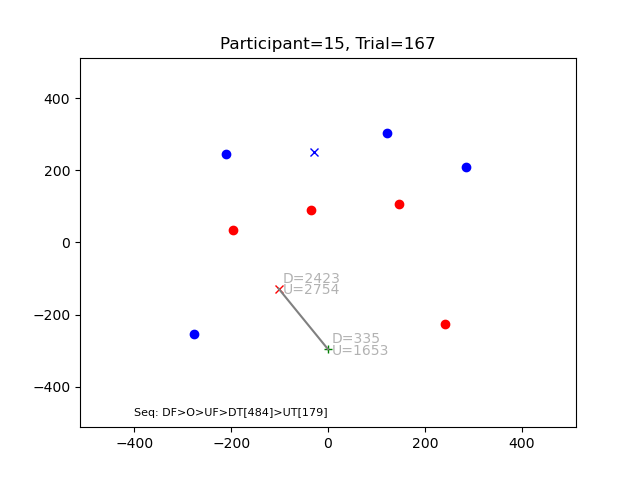 Participant=15, Trial=167
400
200
0
−200
−400
D=2423
U=2754
D=335
U=1653
Seq: DF>O>UF>DT[484]>UT[179]
−400
−200
0
200
400